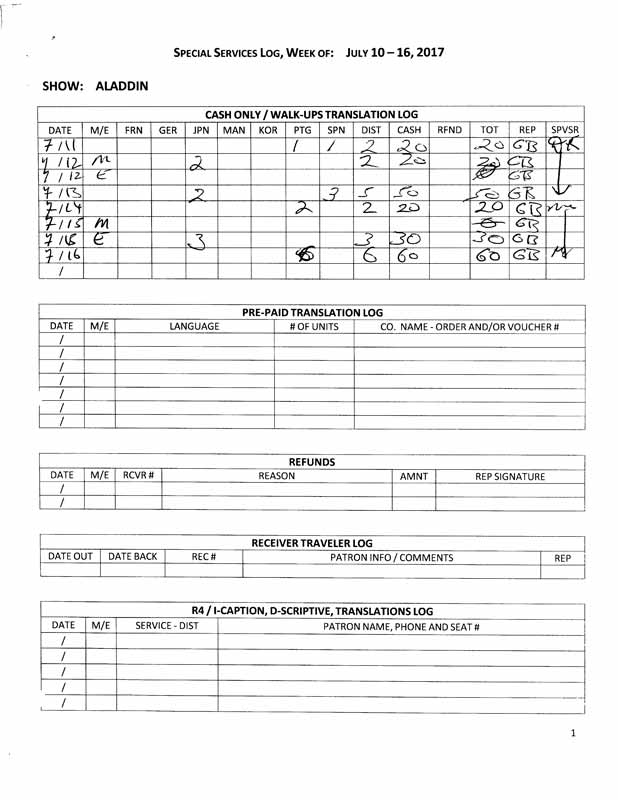 SPECIAL SERVICES LOG, WEEK OF: JULY 10 – 16, 2017
SHOW: ALADDIN
CASH ONLY / WALK-UPS TRANSLATION LOG
DATE M/E FRN GER JPN MAN KOR PTG SPN DIST CASH RFND TOT REP SPVSR
7/11 1 1 2 20 20 GB
7/12 M 2 2 20 20 GB
7/12 E GB
7/13 2 3 5 50 50 GB
7/14 2 2 20 20 GB
7/15 M GB
7/15 E 3 3 30 30 GB
7/16 6 6 60 60 GB
/
PRE-PAID TRANSLATION LOG
DATE M/E LANGUAGE # OF UNITS CO. NAME - ORDER AND/OR VOUCHER #
/
/
/
/
/
/
/
REFUNDS
DATE M/E RCVR # REASON AMNT REP SIGNATURE
/
/
RECEIVER TRAVELER LOG
DATE OUT DATE BACK REC # PATRON INFO / COMMENTS REP
R4 / I-CAPTION, D-SCRIPTIVE, TRANSLATIONS LOG
DATE M/E SERVICE - DIST PATRON NAME, PHONE AND SEAT #
/
/
/
/
/
1